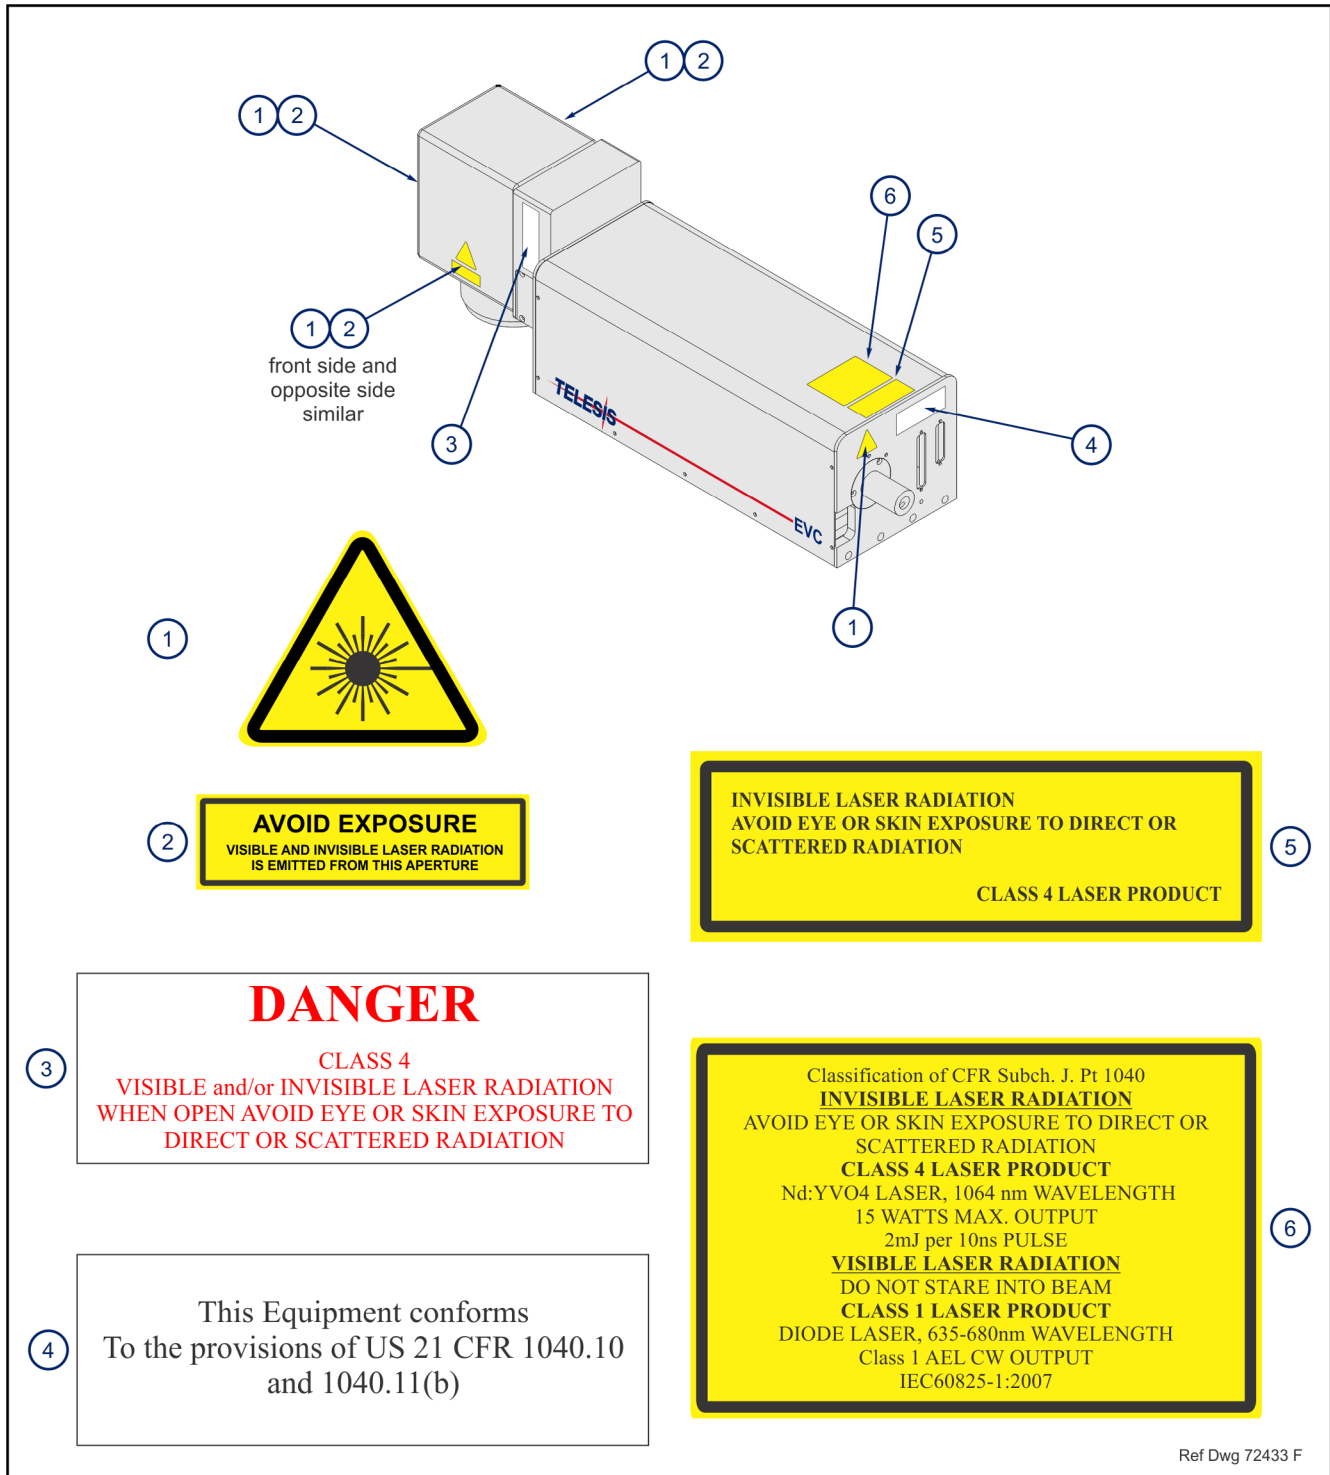 1 2
1 2
6
5
1 2
front side and
opposite side
similar
3
4
TELESIS
EVC
1
1
2
AVOID EXPOSURE
VISIBLE AND INVISIBLE LASER RADIATION
IS EMITTED FROM THIS APERTURE
INVISIBLE LASER RADIATION
AVOID EYE OR SKIN EXPOSURE TO DIRECT OR
SCATTERED RADIATION
CLASS 4 LASER PRODUCT
5
3
DANGER
CLASS 4
VISIBLE and/or INVISIBLE LASER RADIATION
WHEN OPEN AVOID EYE OR SKIN EXPOSURE TO
DIRECT OR SCATTERED RADIATION
Classification of CFR Subch. J. Pt 1040
INVISIBLE LASER RADIATION
AVOID EYE OR SKIN EXPOSURE TO DIRECT OR
SCATTERED RADIATION
CLASS 4 LASER PRODUCT
Nd:YVO4 LASER, 1064 nm WAVELENGTH
15 WATTS MAX. OUTPUT
2mJ per 10ns PULSE
VISIBLE LASER RADIATION
DO NOT STARE INTO BEAM
CLASS 1 LASER PRODUCT
DIODE LASER, 635-680nm WAVELENGTH
Class 1 AEL CW OUTPUT
IEC60825-1:2007
6
4
This Equipment conforms
To the provisions of US 21 CFR 1040.10
and 1040.11(b)
Ref Dwg 72433 F